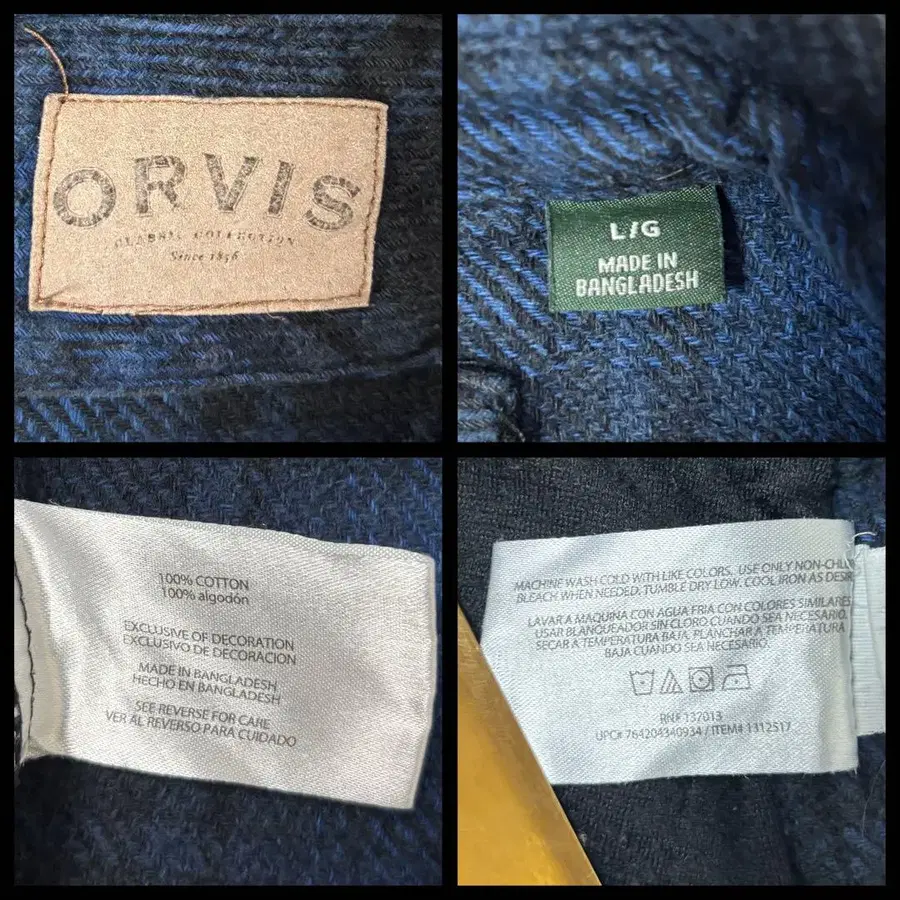 ORVIS
CLASSIC COLLECTION
Since 1856
L/G
MADE IN
BANGLADESH
100% COTTON
100% algodón
EXCLUSIVE OF DECORATION
EXCLUSIVO DE DECORACION
MADE IN BANGLADESH
HECHO EN BANGLADESH
SEE REVERSE FOR CARE
VER AL REVERSO PARA CUIDADO
MACHINE WASH COLD WITH LIKE COLORS. USE ONLY NON-CHL
BLEACH WHEN NEEDED. TUMBLE DRY LOW. COOL IRON AS DESIR
LAVAR A MAQUINA CON AGUA FRIA CON COLORES SIMILARES
USAR BLANQUEADOR SIN CLORO CUANDO SEA NECESARIO.
SECAR A TEMPERATURA BAJA. PLANCHAR A TEMPERATURA
BAJA CUANDO SEA NECESARIO.
RN# 137013
UPC# 764204340934 / ITEM# 1312517